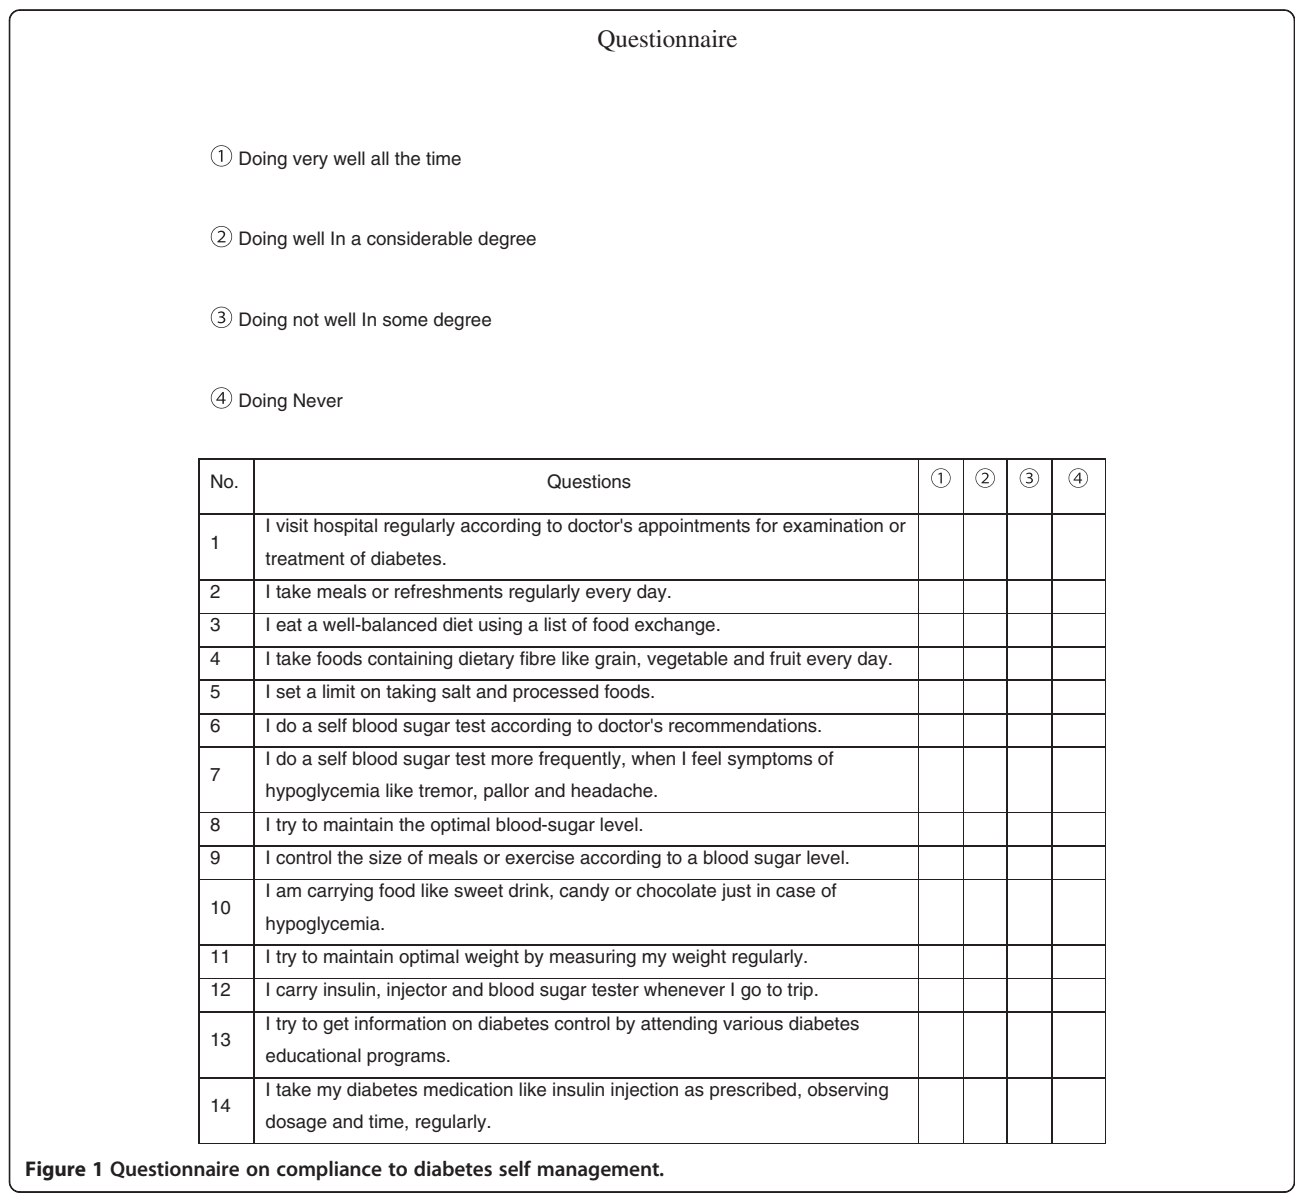 Questionnaire
① Doing very well all the time
② Doing well In a considerable degree
③ Doing not well In some degree
④ Doing Never
No. Questions ① ② ③ ④
1 I visit hospital regularly according to doctor's appointments for examination or
treatment of diabetes.
2 I take meals or refreshments regularly every day.
3 I eat a well-balanced diet using a list of food exchange.
4 I take foods containing dietary fibre like grain, vegetable and fruit every day.
5 I set a limit on taking salt and processed foods.
6 I do a self blood sugar test according to doctor's recommendations.
7 I do a self blood sugar test more frequently, when I feel symptoms of
hypoglycemia like tremor, pallor and headache.
8 I try to maintain the optimal blood-sugar level.
9 I control the size of meals or exercise according to a blood sugar level.
10 I am carrying food like sweet drink, candy or chocolate just in case of
hypoglycemia.
11 I try to maintain optimal weight by measuring my weight regularly.
12 I carry insulin, injector and blood sugar tester whenever I go to trip.
13 I try to get information on diabetes control by attending various diabetes
educational programs.
14 I take my diabetes medication like insulin injection as prescribed, observing
dosage and time, regularly.
Figure 1 Questionnaire on compliance to diabetes self management.